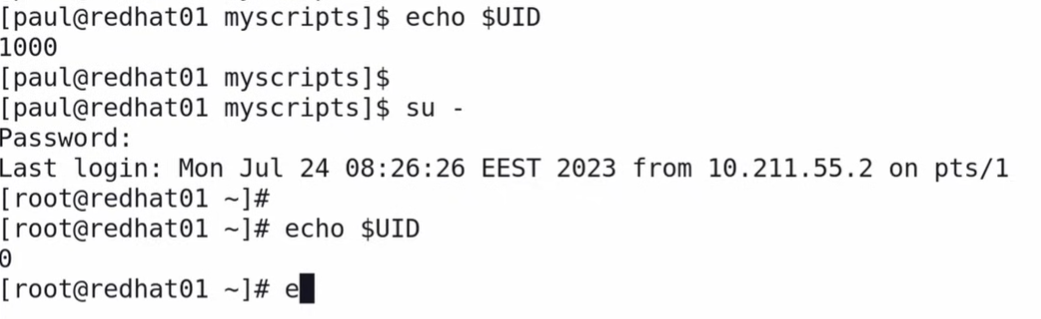 [paul@redhat01 myscripts]$ echo $UID
1000
[paul@redhat01 myscripts]$
[paul@redhat01 myscripts]$ su -
Password:
Last login: Mon Jul 24 08:26:26 EEST 2023 from 10.211.55.2 on pts/1
[root@redhat01 ~]#
[root@redhat01 ~]# echo $UID
0
[root@redhat01 ~]# e